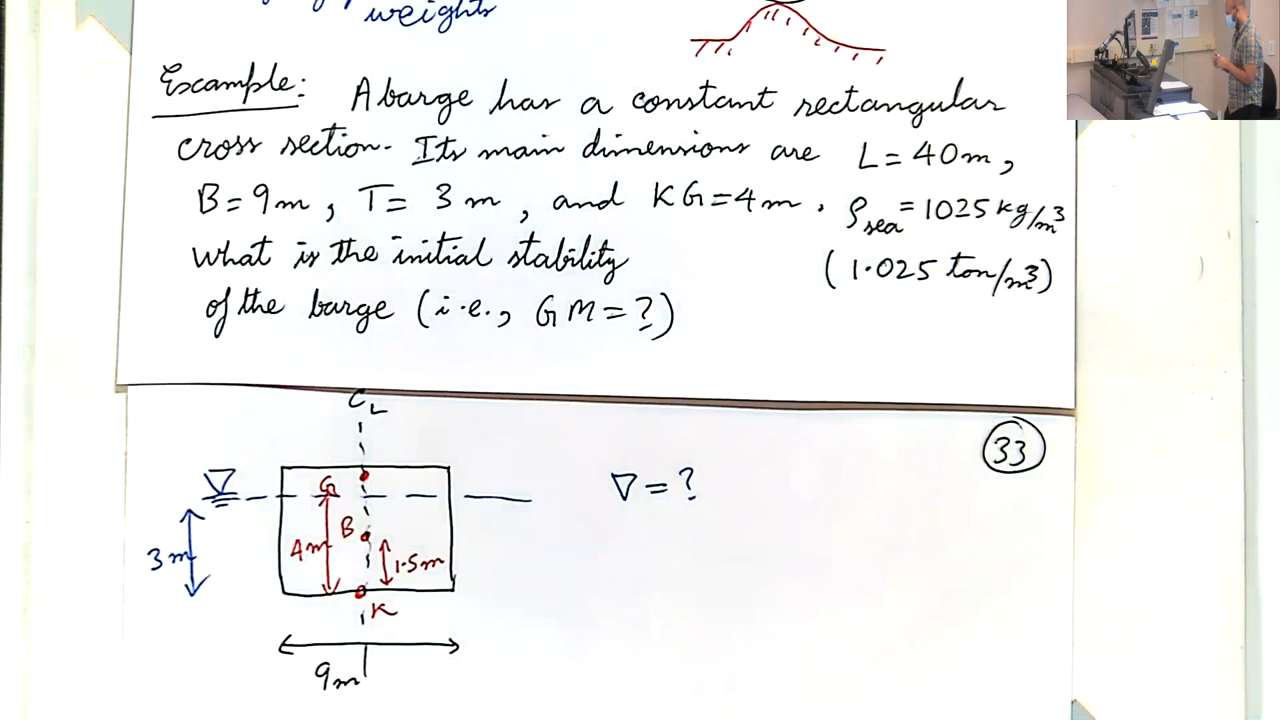 weights
Example: A barge has a constant rectangular
cross section. Its main dimensions are L = 40m,
B = 9m, T = 3m, and KG = 4m. ρsea = 1025 kg/m³
What is the initial stability (1.025 ton/m³)
of the barge (i.e., GM = ?)
CL
33
∇ G ∇ = ?
B
3m 4m 1.5m
K
9m